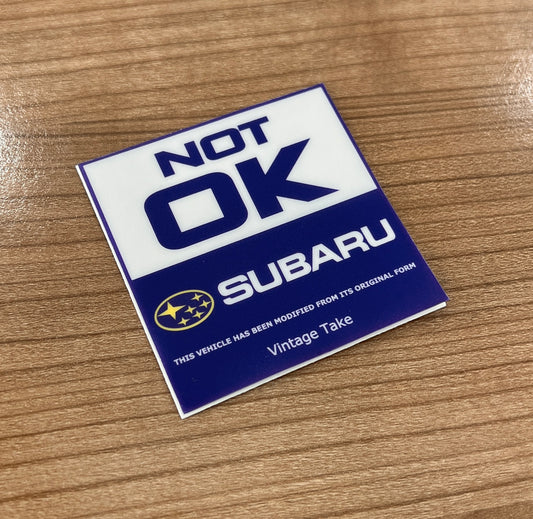 NOT
OK
SUBARU
THIS VEHICLE HAS BEEN MODIFIED FROM ITS ORIGINAL FORM
Vintage Take